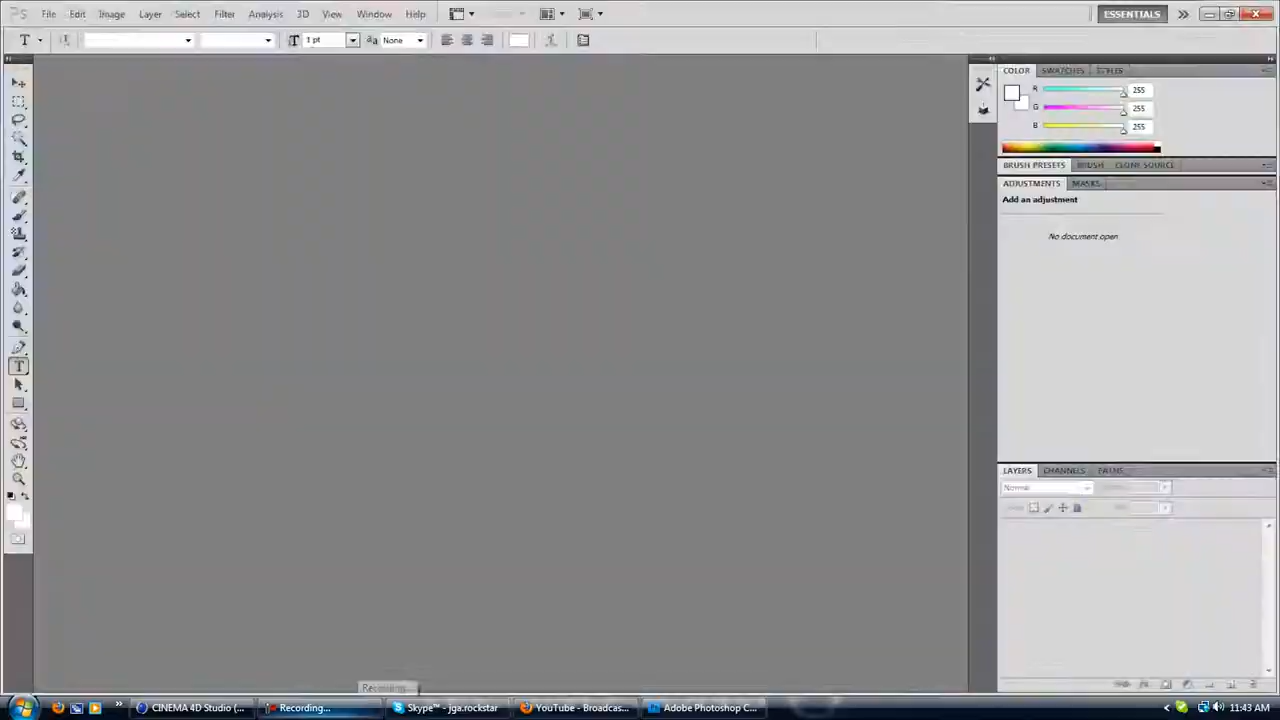 Ps File Edit Image Layer Select Filter Analysis 3D View Window Help ESSENTIALS
T 1 pt aa None
COLOR SWATCHES STYLES
R 255
G 255
B 255
BRUSH PRESETS BRUSH CLONE SOURCE
ADJUSTMENTS MASKS
Add an adjustment
No document open
T
LAYERS CHANNELS PATHS
Normal
Recording...
CINEMA 4D Studio (... Recording... Skype™ - jga.rockstar YouTube - Broadcas... Adobe Photoshop C... 11:43 AM